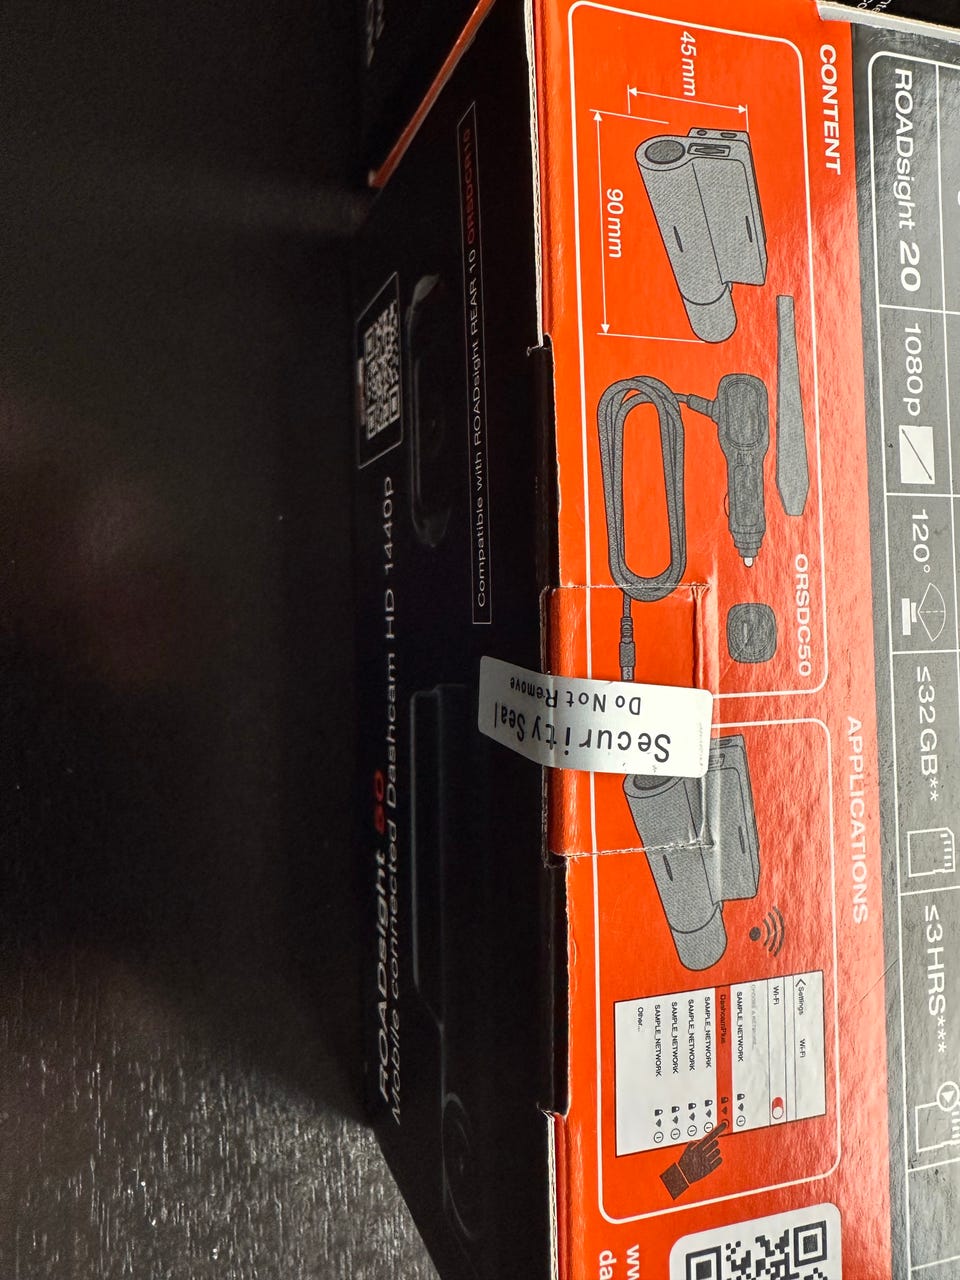 CONTENT
45mm
90mm
ORSDC50
APPLICATIONS
Settings
Wi-Fi
Wi-Fi
SAMPLE_NETWORK
DashcamPlus
SAMPLE_NETWORK
SAMPLE_NETWORK
SAMPLE_NETWORK
SAMPLE_NETWORK
Other...
Security Seal
Do Not Remove
ROADsight 20
1080p
120°
≤32GB**
≤3HRS***
Compatible with ROADsight REAR 10 ORSDCR10
ROADsight 50
Mobile connected Dashcam HD 1440p